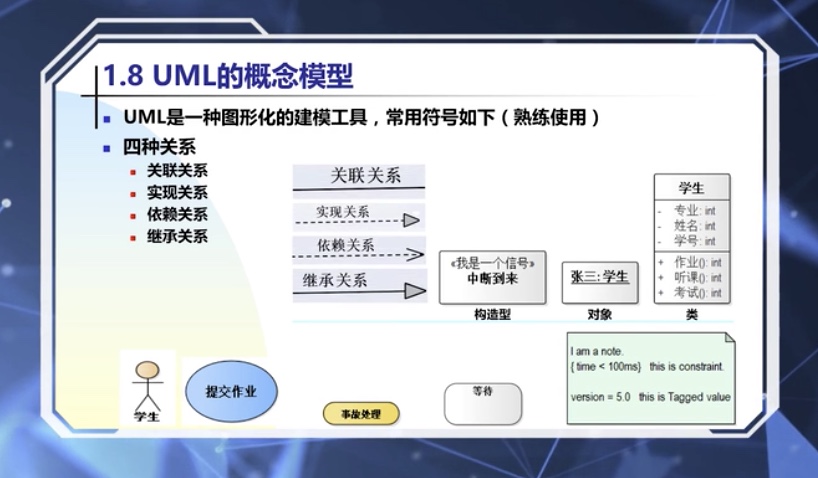 1.8 UML的概念模型
UML是一种图形化的建模工具，常用符号如下（熟练使用）
四种关系
关联关系
实现关系
依赖关系
继承关系
关联关系
实现关系
依赖关系
继承关系
«我是一个信号»
中断到来
构造型
张三: 学生
对象
学生
- 专业: int
- 姓名: int
- 学号: int
+ 作业(): int
+ 听课(): int
+ 考试(): int
类
学生
提交作业
事故处理
等待
I am a note.
{ time < 100ms} this is constraint.
version = 5.0 this is Tagged value